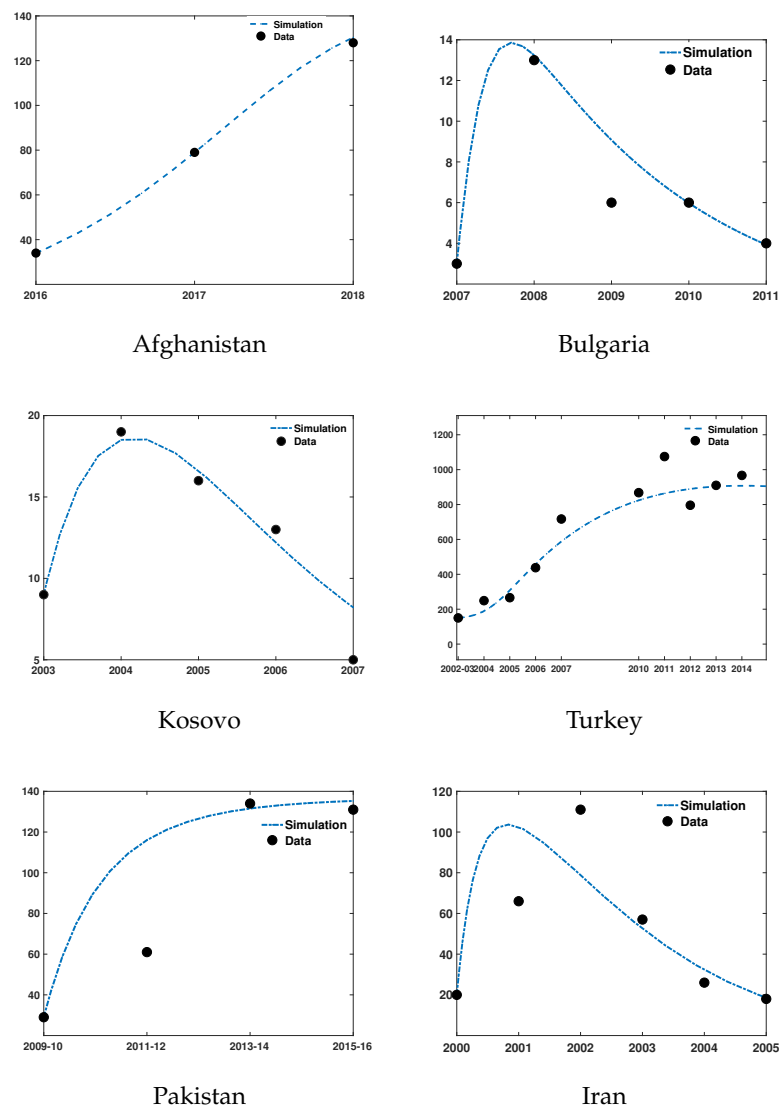 140
120
100
80
60
40
2016 2017 2018
Simulation
Data
Afghanistan
14
12
10
8
6
4
2007 2008 2009 2010 2011
Simulation
Data
Bulgaria
20
15
10
5
2003 2004 2005 2006 2007
Simulation
Data
Kosovo
1200
1000
800
600
400
200
0
2002-03 2004 2005 2006 2007 2010 2011 2012 2013 2014
Simulation
Data
Turkey
140
120
100
80
60
40
2009-10 2011-12 2013-14 2015-16
Simulation
Data
Pakistan
120
100
80
60
40
20
2000 2001 2002 2003 2004 2005
Simulation
Data
Iran